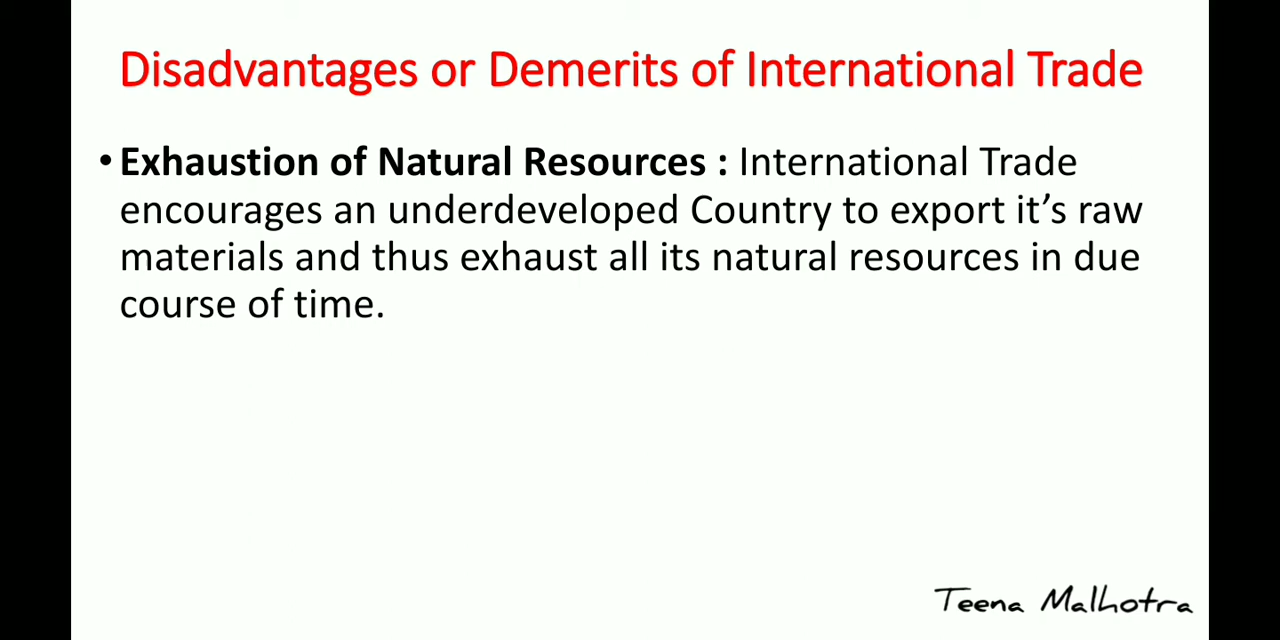 Disadvantages or Demerits of International Trade
• Exhaustion of Natural Resources : International Trade
encourages an underdeveloped Country to export it’s raw
materials and thus exhaust all its natural resources in due
course of time.
Teena Malhotra